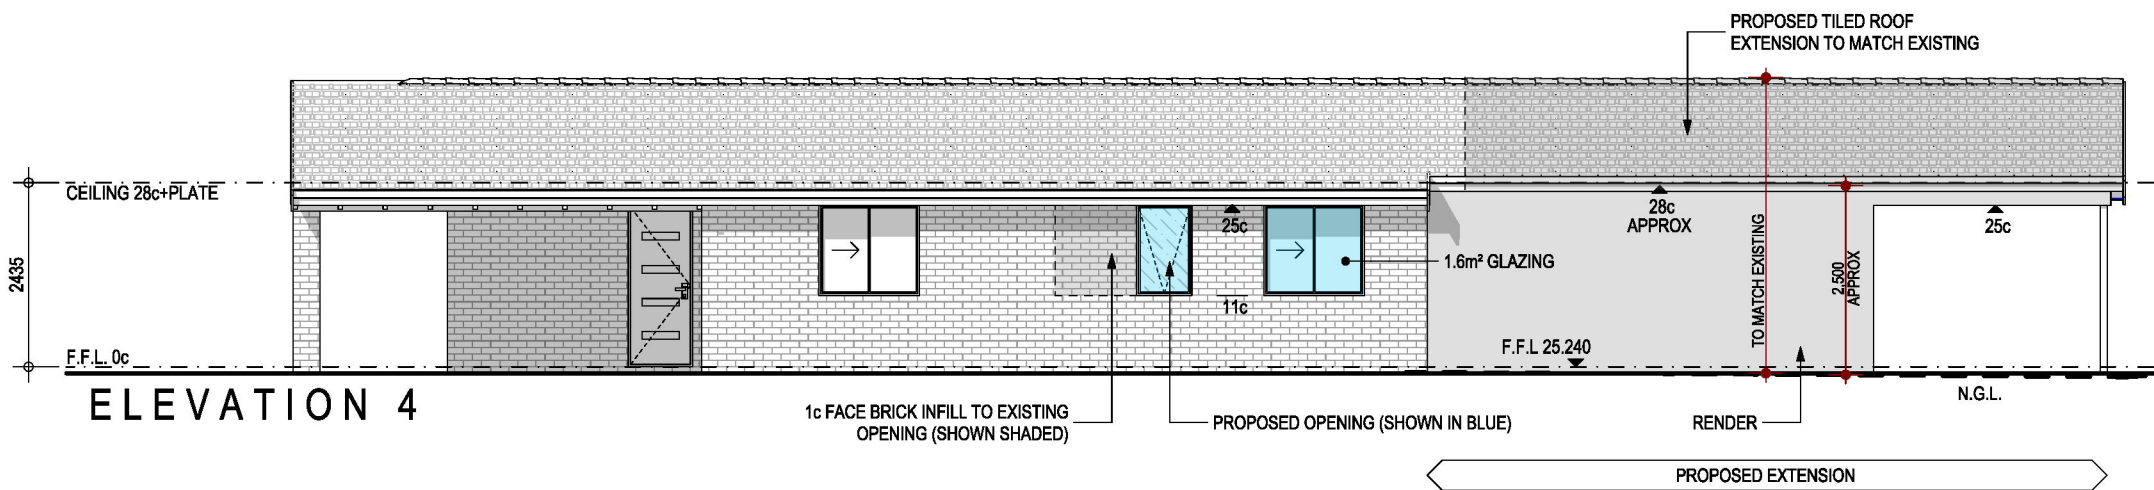 PROPOSED TILED ROOF
EXTENSION TO MATCH EXISTING
CEILING 28c+PLATE
2435
F.F.L. 0c
25c
11c
28c
APPROX
1.6m² GLAZING
TO MATCH EXISTING
2,500
APPROX
25c
F.F.L 25.240
N.G.L.
ELEVATION 4
1c FACE BRICK INFILL TO EXISTING
OPENING (SHOWN SHADED)
PROPOSED OPENING (SHOWN IN BLUE)
RENDER
PROPOSED EXTENSION